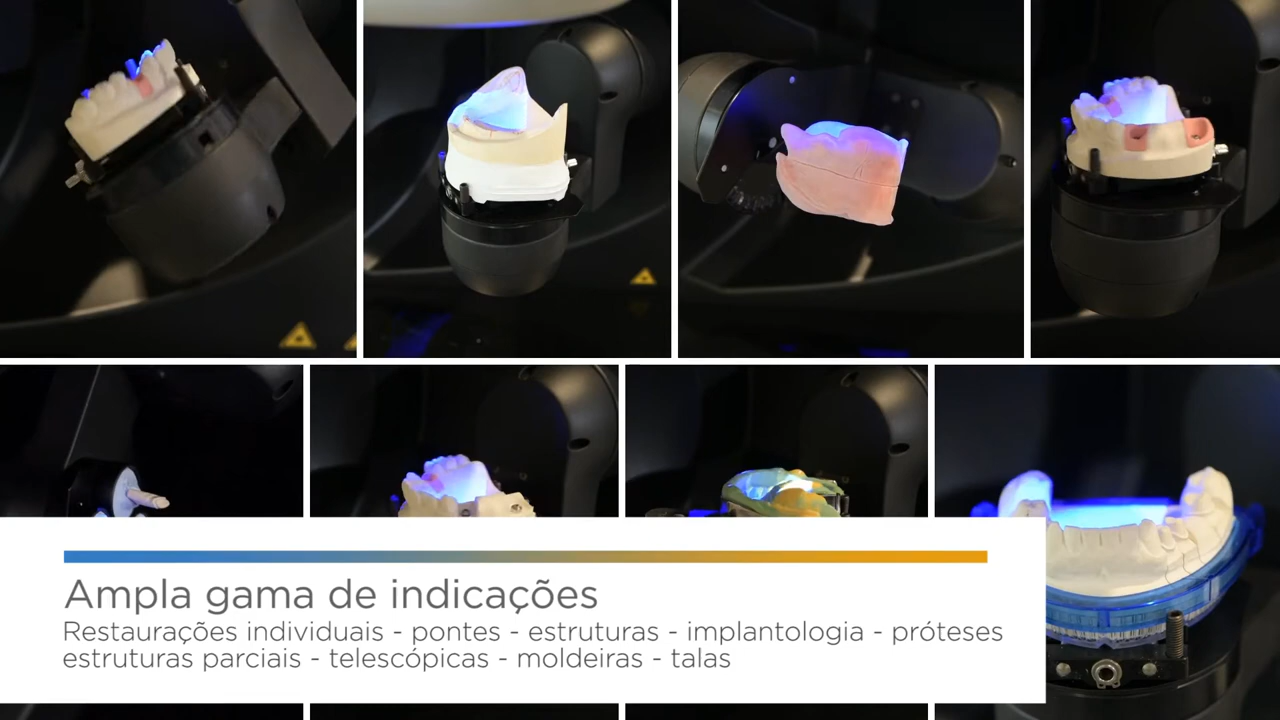 Ampla gama de indicações
Restaurações individuais - pontes - estruturas - implantologia - próteses
estruturas parciais - telescópicas - moldeiras - talas